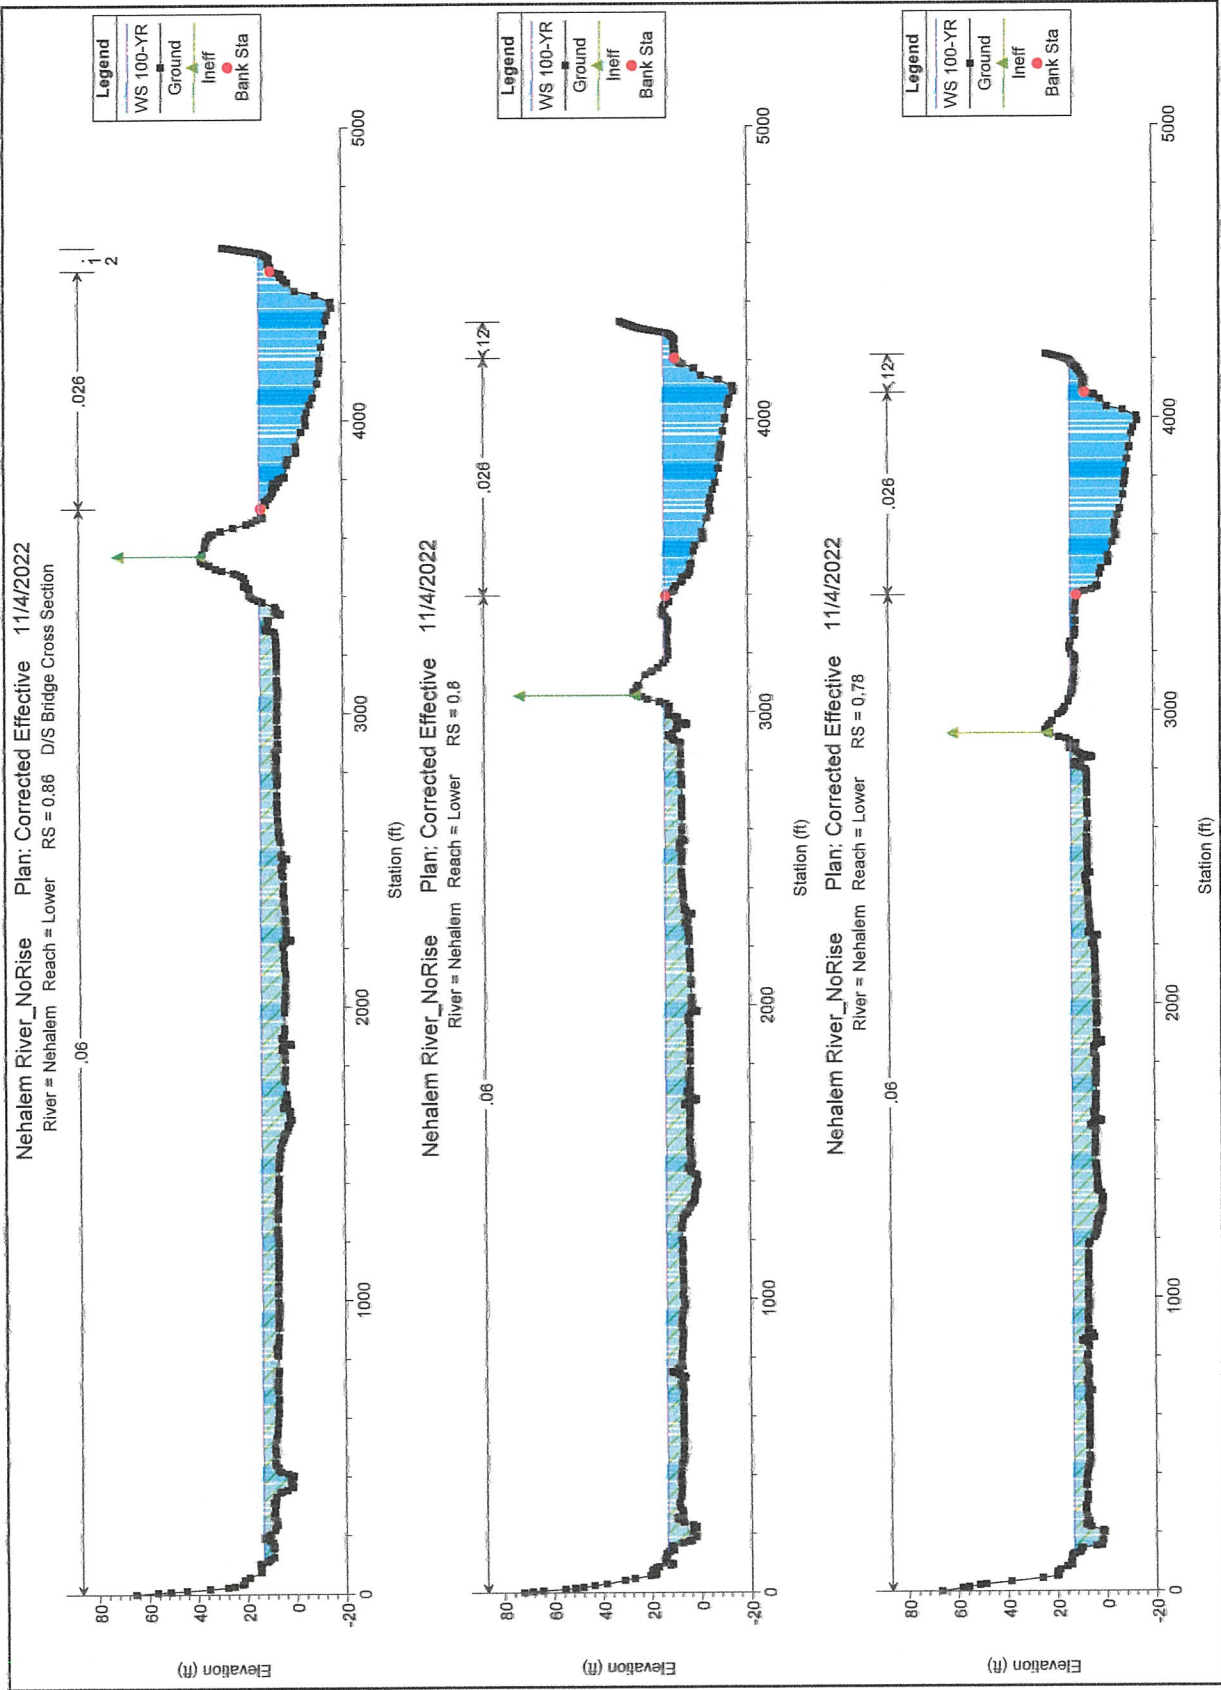 Nehalem River_NoRise Plan: Corrected Effective 11/4/2022
River = Nehalem Reach = Lower RS = 0.86 D/S Bridge Cross Section
.06
.026
.
1
2
Legend
WS 100-YR
Ground
Ineff
Bank Sta
Elevation (ft)
80
60
40
20
0
-20
0
1000
2000
3000
4000
5000
Station (ft)
Nehalem River_NoRise Plan: Corrected Effective 11/4/2022
River = Nehalem Reach = Lower RS = 0.8
.06
.026
.12
Legend
WS 100-YR
Ground
Ineff
Bank Sta
Elevation (ft)
80
60
40
20
0
-20
0
1000
2000
3000
4000
5000
Station (ft)
Nehalem River_NoRise Plan: Corrected Effective 11/4/2022
River = Nehalem Reach = Lower RS = 0.78
.06
.026
.12
Legend
WS 100-YR
Ground
Ineff
Bank Sta
Elevation (ft)
80
60
40
20
0
-20
0
1000
2000
3000
4000
5000
Station (ft)